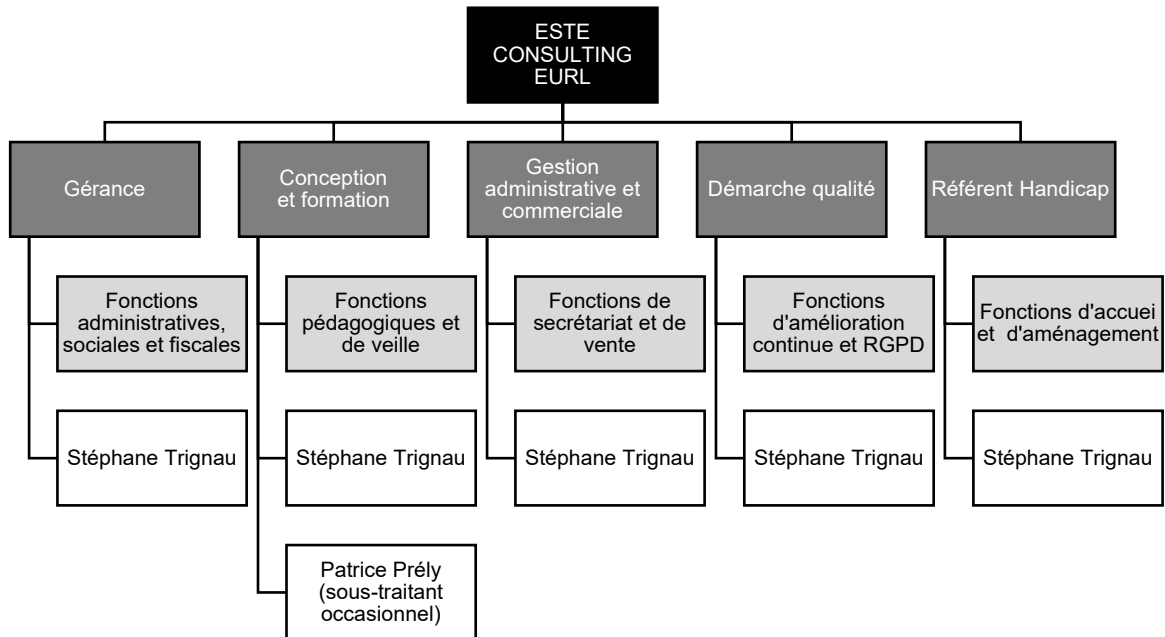 ESTE
CONSULTING
EURL
Gérance
Conception
et formation
Gestion
administrative et
commerciale
Démarche qualité
Référent Handicap
Fonctions
administratives,
sociales et fiscales
Fonctions
pédagogiques et
de veille
Fonctions de
secrétariat et de
vente
Fonctions
d'amélioration
continue et RGPD
Fonctions d'accuei
et d'aménagement
Stéphane Trignau
Stéphane Trignau
Stéphane Trignau
Stéphane Trignau
Stéphane Trignau
Patrice Prély
(sous-traitant
occasionnel)